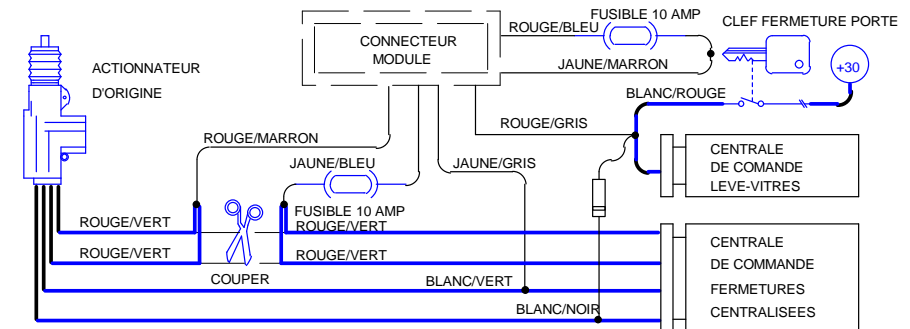 ROUGE/BLEU
FUSIBLE 10 AMP
CLEF FERMETURE PORTE
CONNECTEUR
MODULE
JAUNE/MARRON
+30
ACTIONNATEUR
D'ORIGINE
BLANC/ROUGE
ROUGE/GRIS
ROUGE/MARRON
JAUNE/BLEU
JAUNE/GRIS
CENTRALE
DE COMANDE
LEVE-VITRES
FUSIBLE 10 AMP
ROUGE/VERT
ROUGE/VERT
ROUGE/VERT
ROUGE/VERT
COUPER
BLANC/VERT
BLANC/NOIR
CENTRALE
DE COMMANDE
FERMETURES
CENTRALISEES